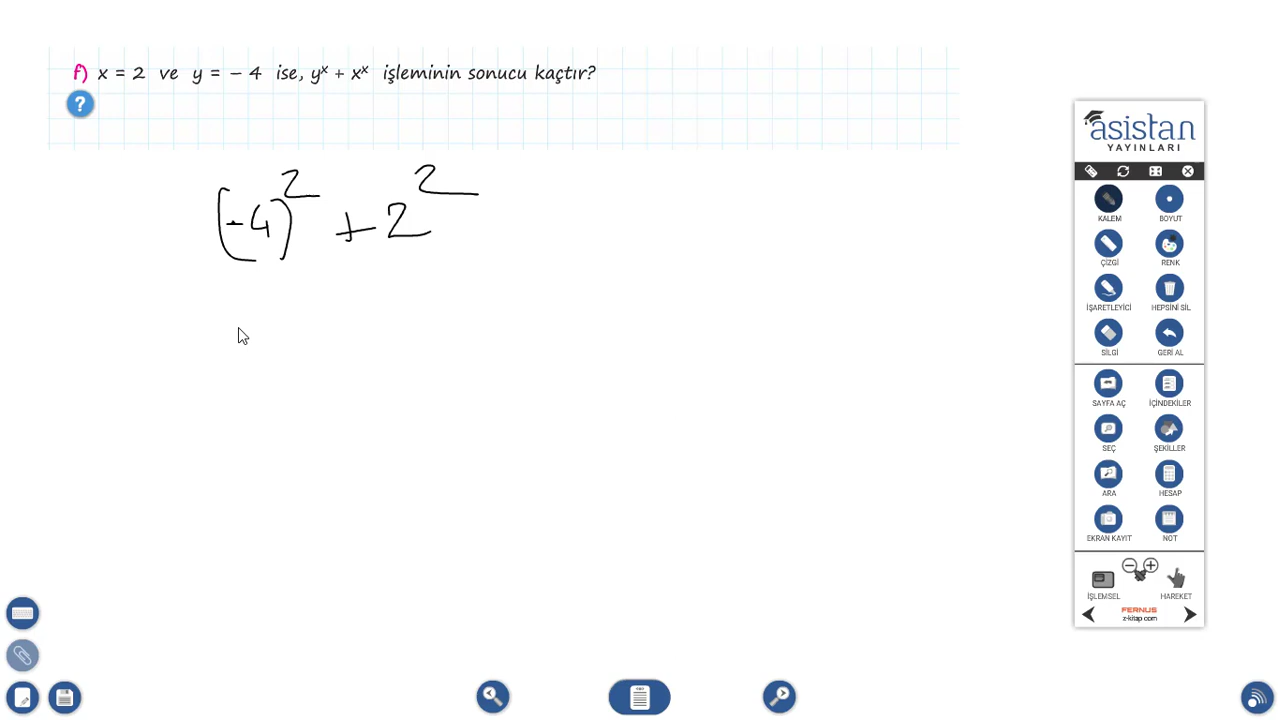 f) x = 2 ve y = – 4 ise, yˣ + xˣ işleminin sonucu kaçtır?
?
(-4)² + 2²
asistan
YAYINLARI
KALEM
BOYUT
ÇİZGİ
RENK
İŞARETLEYİCİ
HEPSİNİ SİL
SİLGİ
GERİ AL
SAYFA AÇ
İÇİNDEKİLER
SEÇ
ŞEKİLLER
ARA
HESAP
EKRAN KAYIT
NOT
İŞLEMSEL
HAREKET
FERNUS
z-kitap.com